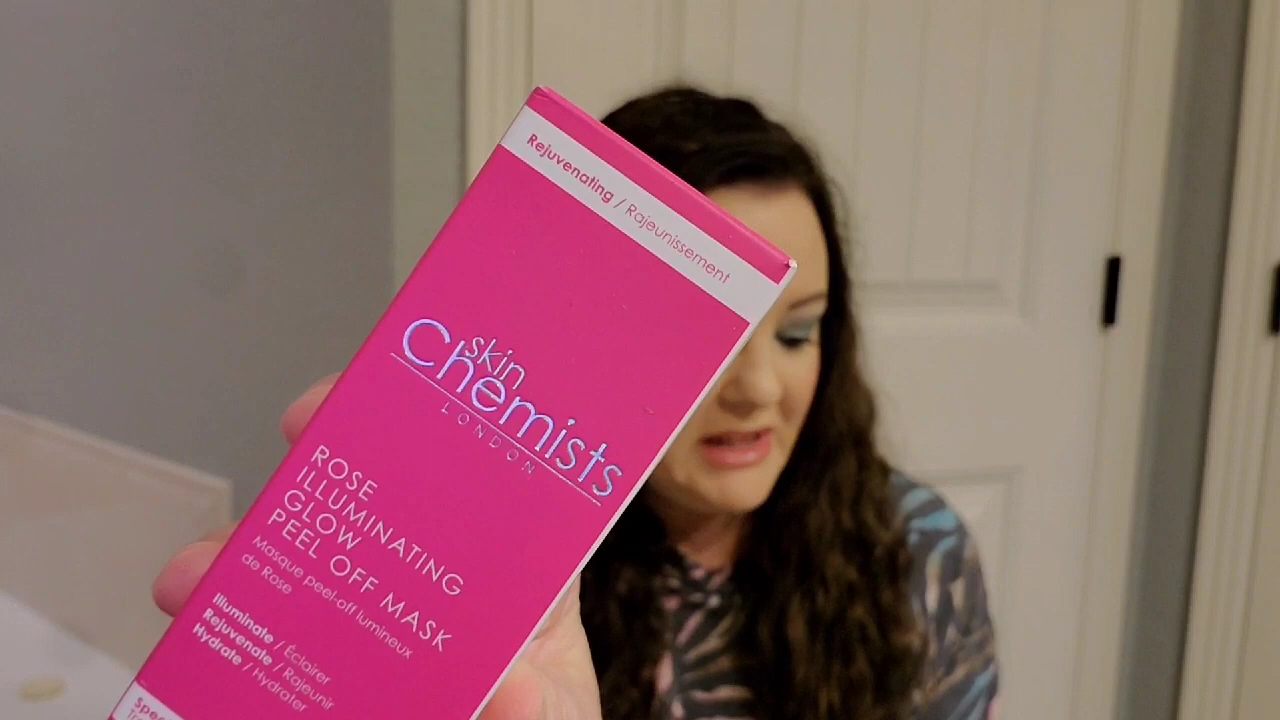 Rejuvenating / Rajeunissement
skin
Chemists
LONDON
ROSE
ILLUMINATING
GLOW
PEEL OFF MASK
Masque peel-off lumineux
de Rose
Illuminate / Éclairer
Rejuvenate / Rajeunir
Hydrate / Hydrater